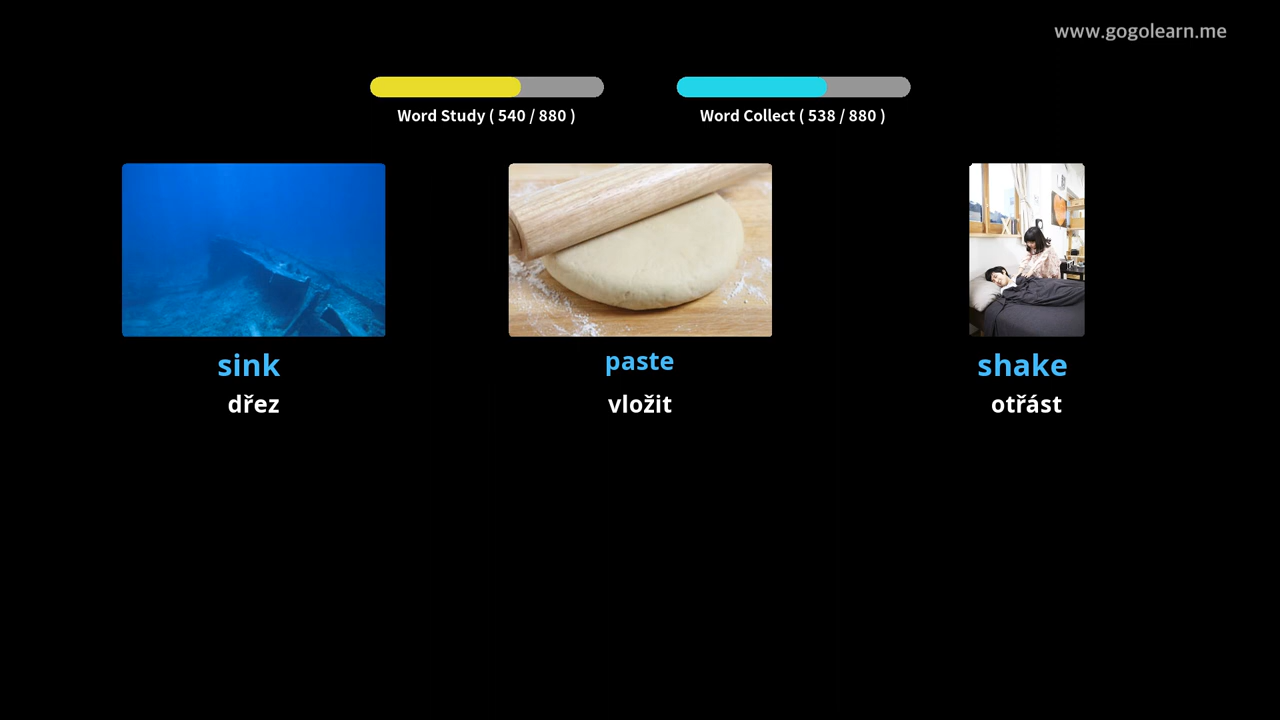 www.gogolearn.me
Word Study ( 540 / 880 )
Word Collect ( 538 / 880 )
sink
dřez
paste
vložit
shake
otřást